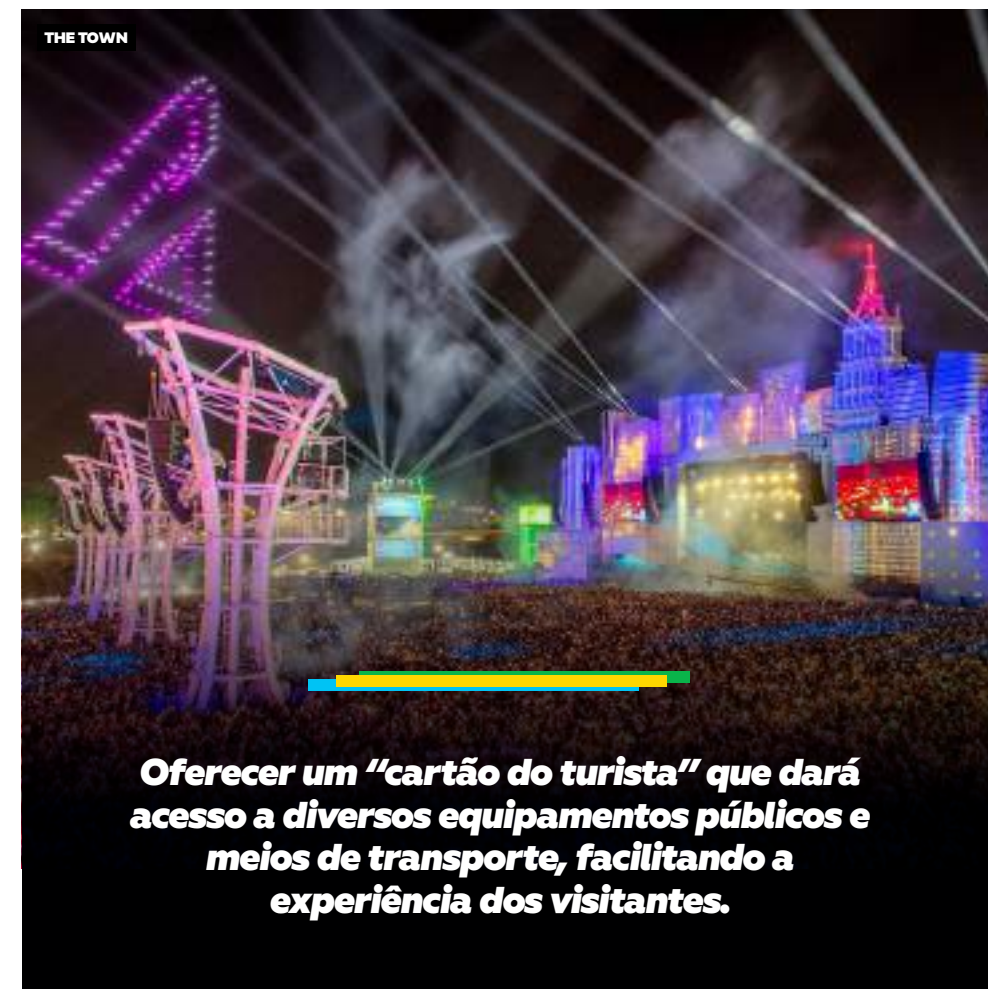 THE TOWN
Oferecer um “cartão do turista” que dará
acesso a diversos equipamentos públicos e
meios de transporte, facilitando a
experiência dos visitantes.